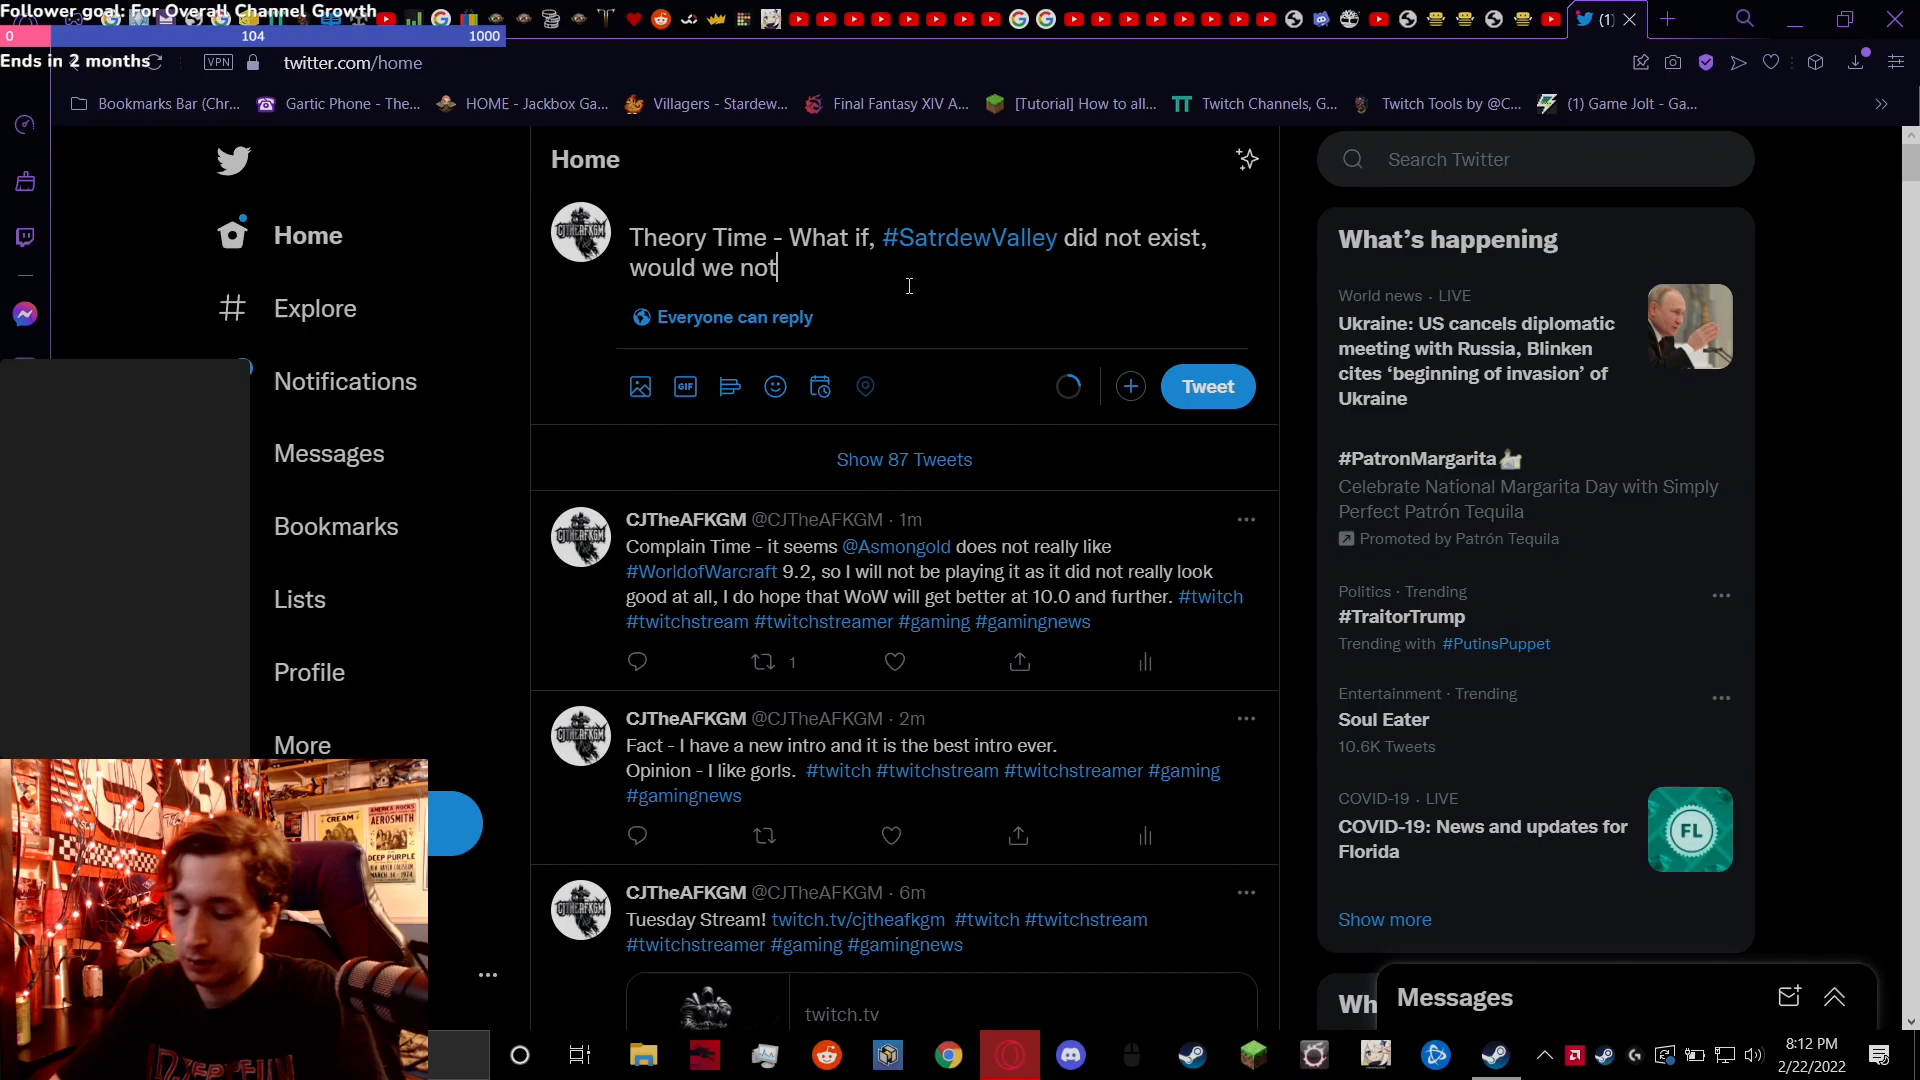 Follower goal: For Overall Channel Growth
0 104 1000
Ends in 2 months
(1)
VPN
twitter.com/home
Bookmarks Bar (Chr...
Gartic Phone - The...
HOME - Jackbox Ga...
Villagers - Stardew...
Final Fantasy XIV A...
[Tutorial] How to all...
Twitch Channels, G...
Twitch Tools by @C...
(1) Game Jolt - Ga...
Home
Explore
Notifications
Messages
Bookmarks
Lists
Profile
More
Home
Theory Time - What if, #SatrdewValley did not exist,
would we not
Everyone can reply
GIF
Tweet
Show 87 Tweets
CJTheAFKGM @CJTheAFKGM · 1m
Complain Time - it seems @Asmongold does not really like
#WorldofWarcraft 9.2, so I will not be playing it as it did not really look
good at all, I do hope that WoW will get better at 10.0 and further. #twitch
#twitchstream #twitchstreamer #gaming #gamingnews
1
CJTheAFKGM @CJTheAFKGM · 2m
Fact - I have a new intro and it is the best intro ever.
Opinion - I like gorls. #twitch #twitchstream #twitchstreamer #gaming
#gamingnews
CJTheAFKGM @CJTheAFKGM · 6m
Tuesday Stream! twitch.tv/cjtheafkgm #twitch #twitchstream
#twitchstreamer #gaming #gamingnews
twitch.tv
Search Twitter
What's happening
World news · LIVE
Ukraine: US cancels diplomatic
meeting with Russia, Blinken
cites ‘beginning of invasion’ of
Ukraine
#PatronMargarita
Celebrate National Margarita Day with Simply
Perfect Patrón Tequila
Promoted by Patrón Tequila
Politics · Trending
#TraitorTrump
Trending with #PutinsPuppet
Entertainment · Trending
Soul Eater
10.6K Tweets
COVID-19 · LIVE
COVID-19: News and updates for
Florida
FL
Show more
Wh
Messages
CREAM
AMERICA ROCKS
AEROSMITH
DEEP PURPLE
8:12 PM
2/22/2022